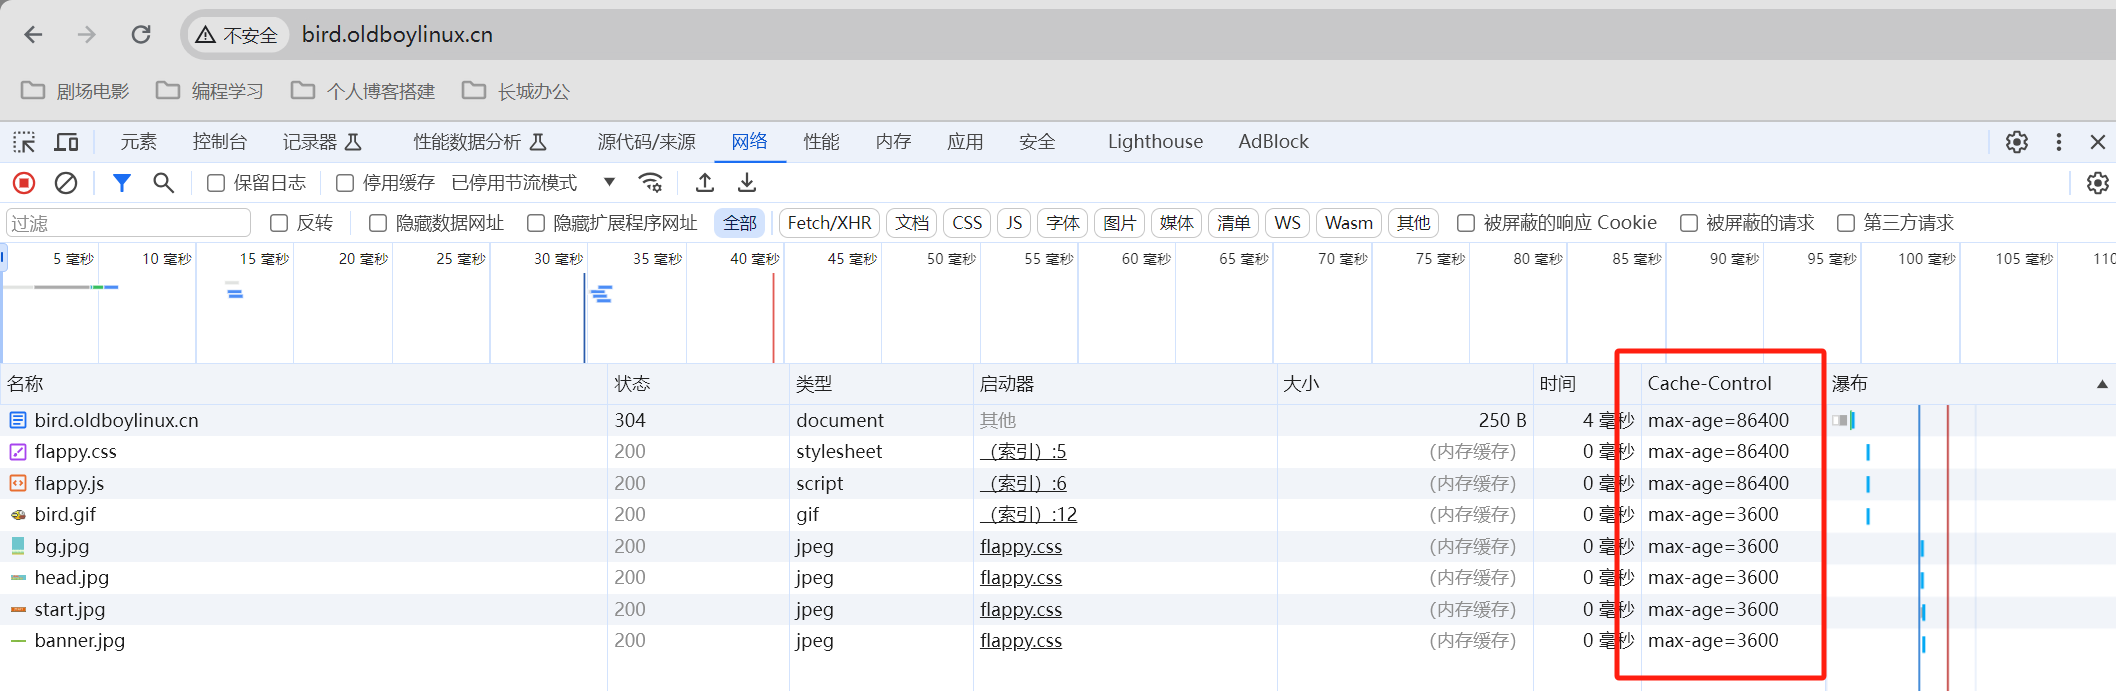 不安全 bird.oldboylinux.cn
剧场电影 编程学习 个人博客搭建 长城办公
元素 控制台 记录器 性能数据分析 源代码/来源 网络 性能 内存 应用 安全 Lighthouse AdBlock
保留日志 停用缓存 已停用节流模式
过滤 反转 隐藏数据网址 隐藏扩展程序网址 全部 Fetch/XHR 文档 CSS JS 字体 图片 媒体 清单 WS Wasm 其他 被屏蔽的响应 Cookie 被屏蔽的请求 第三方请求
5 毫秒 10 毫秒 15 毫秒 20 毫秒 25 毫秒 30 毫秒 35 毫秒 40 毫秒 45 毫秒 50 毫秒 55 毫秒 60 毫秒 65 毫秒 70 毫秒 75 毫秒 80 毫秒 85 毫秒 90 毫秒 95 毫秒 100 毫秒 105 毫秒 110
名称 状态 类型 启动器 大小 时间 Cache-Control 瀑布
bird.oldboylinux.cn 304 document 其他 250 B 4 毫秒 max-age=86400
flappy.css 200 stylesheet （索引）:5 （内存缓存） 0 毫秒 max-age=86400
flappy.js 200 script （索引）:6 （内存缓存） 0 毫秒 max-age=86400
bird.gif 200 gif （索引）:12 （内存缓存） 0 毫秒 max-age=3600
bg.jpg 200 jpeg flappy.css （内存缓存） 0 毫秒 max-age=3600
head.jpg 200 jpeg flappy.css （内存缓存） 0 毫秒 max-age=3600
start.jpg 200 jpeg flappy.css （内存缓存） 0 毫秒 max-age=3600
banner.jpg 200 jpeg flappy.css （内存缓存） 0 毫秒 max-age=3600